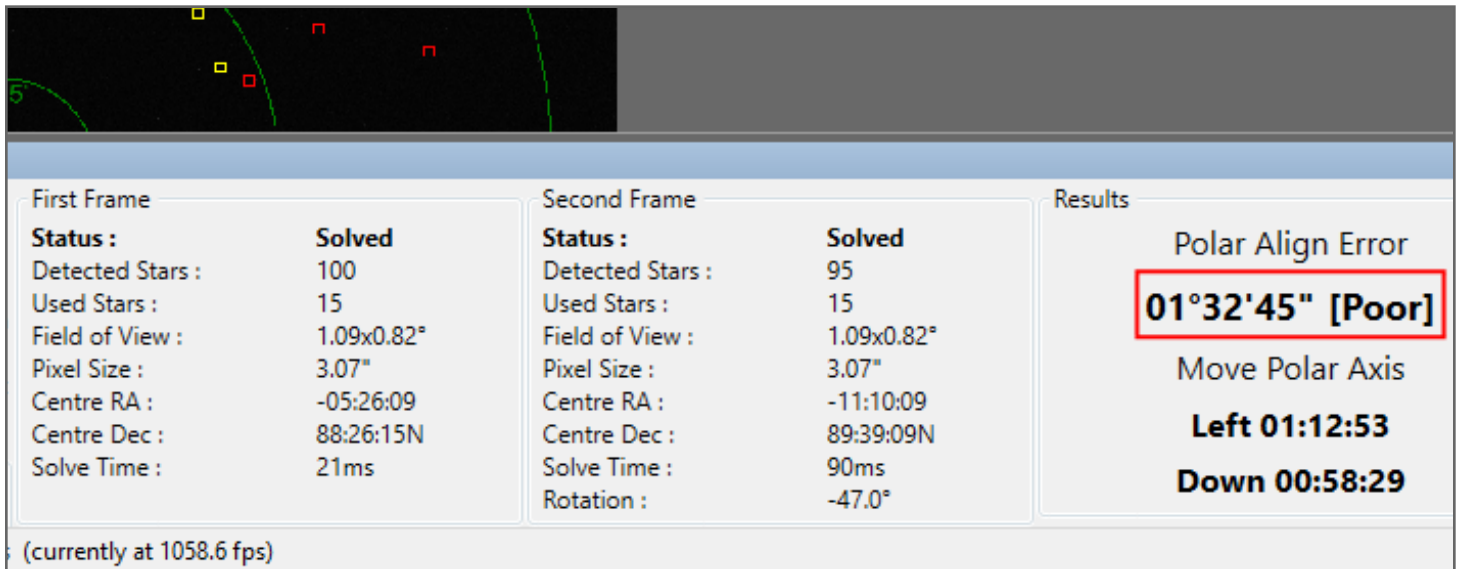 5'
First Frame
Status : Solved
Detected Stars : 100
Used Stars : 15
Field of View : 1.09x0.82°
Pixel Size : 3.07"
Centre RA : -05:26:09
Centre Dec : 88:26:15N
Solve Time : 21ms
Second Frame
Status : Solved
Detected Stars : 95
Used Stars : 15
Field of View : 1.09x0.82°
Pixel Size : 3.07"
Centre RA : -11:10:09
Centre Dec : 89:39:09N
Solve Time : 90ms
Rotation : -47.0°
Results
Polar Align Error
01°32'45" [Poor]
Move Polar Axis
Left 01:12:53
Down 00:58:29
(currently at 1058.6 fps)